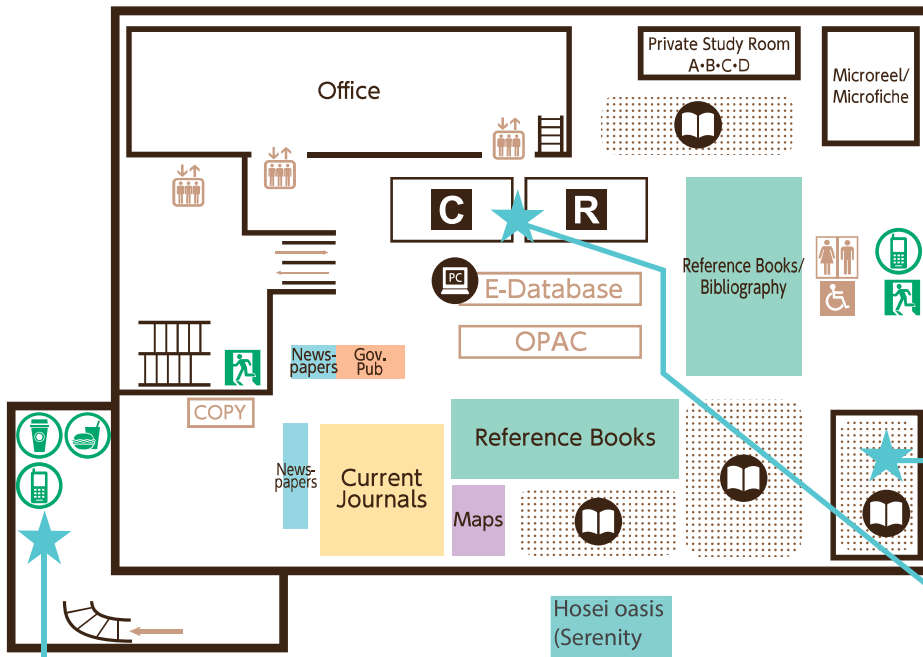 Office
Private Study Room
A•B•C•D
Microreel/
Microfiche
C
R
PC
E-Database
OPAC
Reference Books/
Bibliography
News-
papers
Gov.
Pub
COPY
News-
papers
Current
Journals
Reference Books
Maps
Hosei oasis
(Serenity